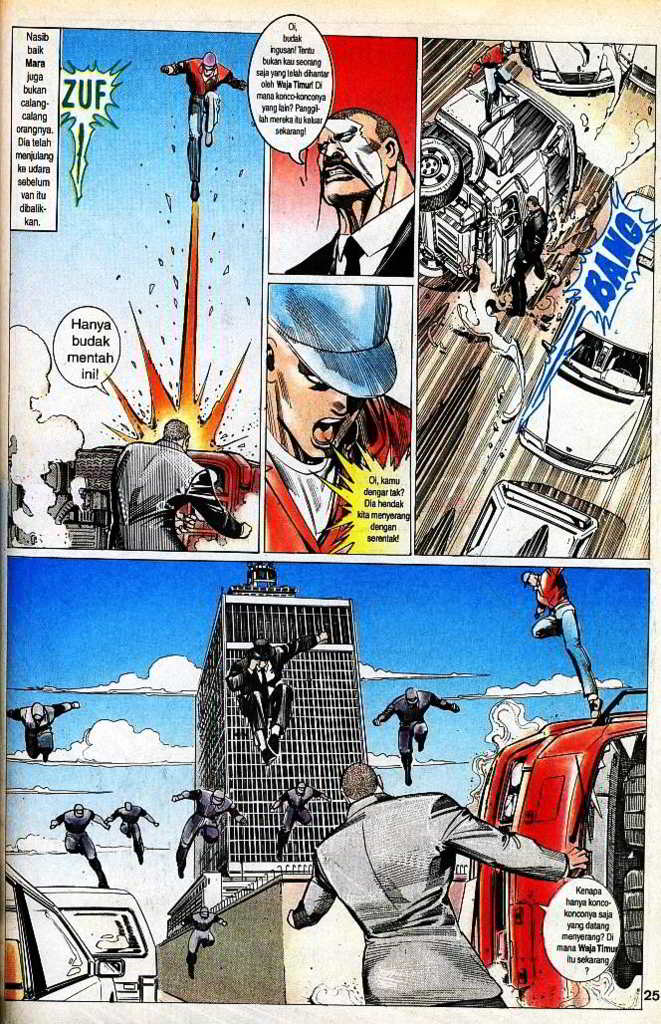 Nasib
baik
Mara
juga
bukan
calang-
calang
orangnya.
Dia telah
menjulang
ke udara
sebelum
van itu
dibalik-
kan.
ZUF
Hanya
budak
mentah
ini!
Oi,
budak
ingusan! Tentu
bukan kau seorang
saja yang telah dihantar
oleh Waja Timur! Di
mana konco-konconya
yang lain? Panggil-
lah mereka itu keluar
sekarang!
Oi, kamu
dengar tak?
Dia hendak
kita menyerang
dengan
serentak!
BANG
Kenapa
hanya konco-
konconya saja
yang datang
menyerang? Di
mana Waja Timur
itu sekarang
?
25